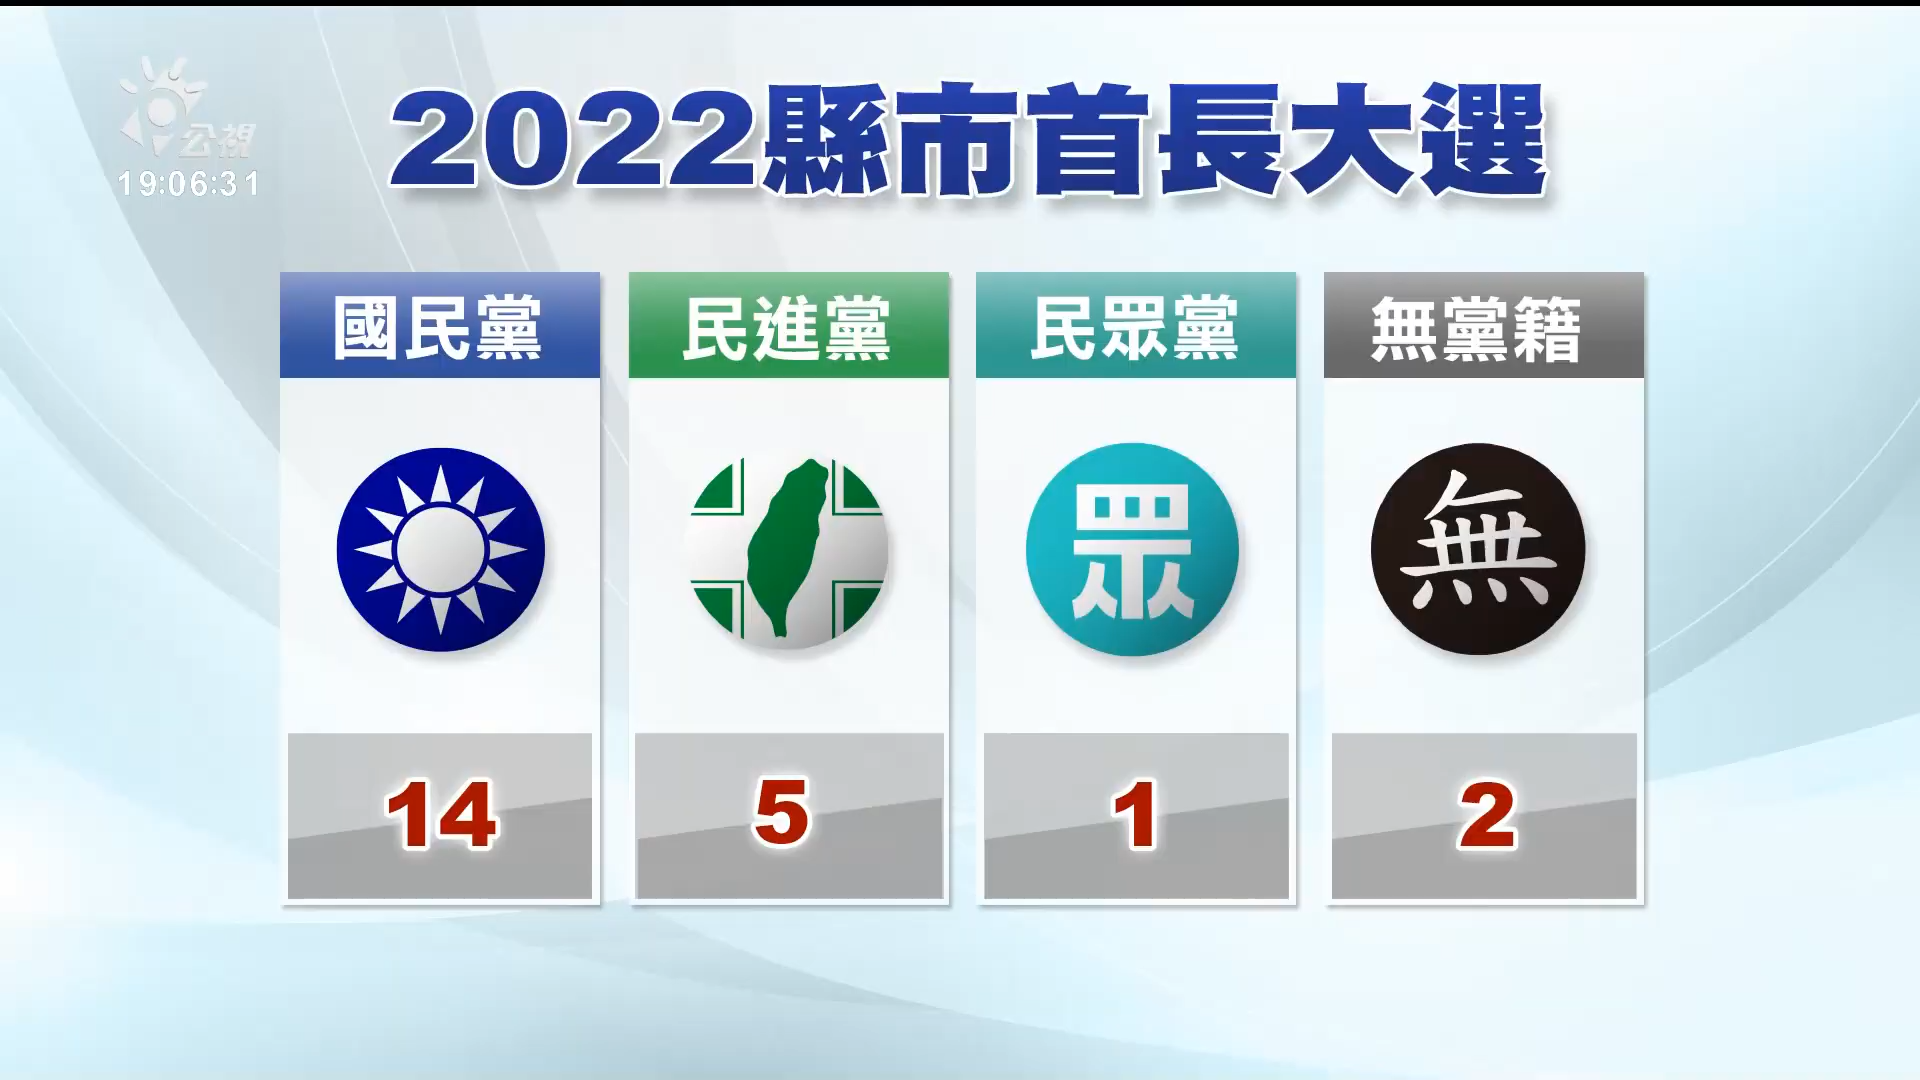 公視
19:06:31
2022縣市首長大選
國民黨 民進黨 民眾黨 無黨籍
眾 無
14 5 1 2